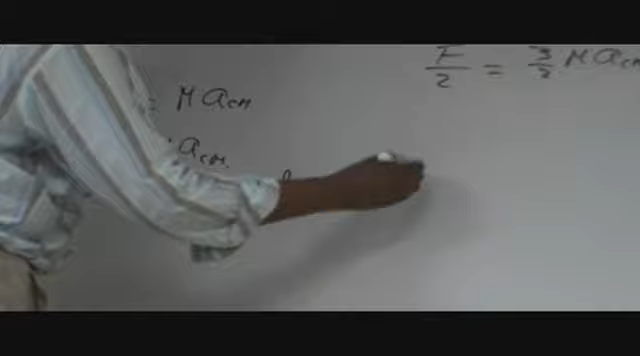 F/2 = 3/2 M a_cm
= M a_cm
a_cm.